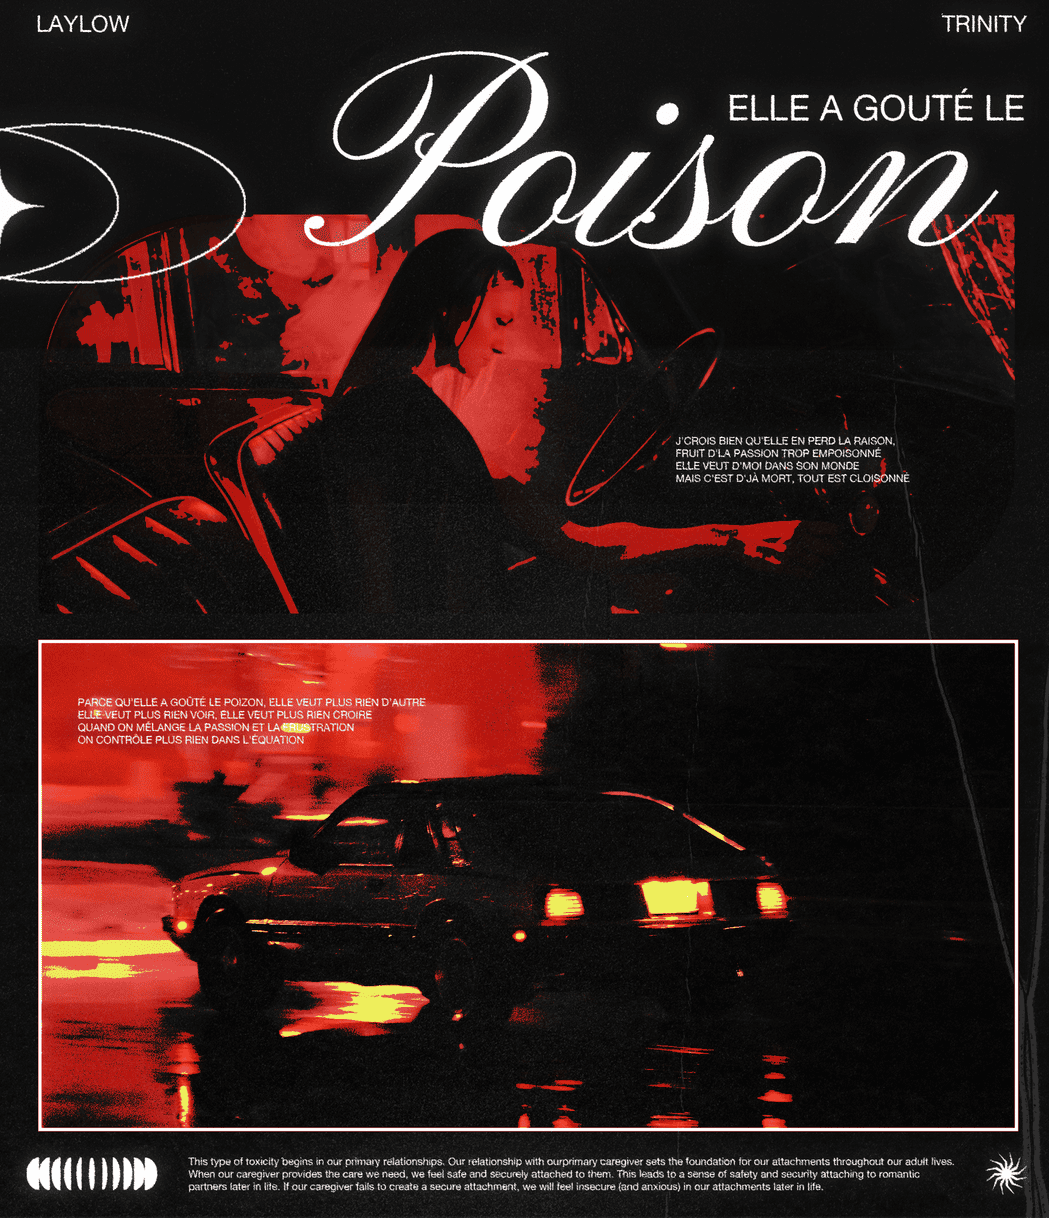 LAYLOW
TRINITY
ELLE A GOUTÉ LE
Poison
J'CROIS BIEN QU'ELLE EN PERD LA RAISON,
FRUIT D'LA PASSION TROP EMPOISONNÉ
ELLE VEUT D'MOI DANS SON MONDE
MAIS C'EST D'JÀ MORT, TOUT EST CLOISONNÉ
PARCE QU'ELLE A GOÛTÉ LE POIZON, ELLE VEUT PLUS RIEN D'AUTRE
ELLE VEUT PLUS RIEN VOIR, ELLE VEUT PLUS RIEN CROIRE
QUAND ON MÉLANGE LA PASSION ET LA FRUSTRATION
ON CONTRÔLE PLUS RIEN DANS L'ÉQUATION
This type of toxicity begins in our primary relationships. Our relationship with ourprimary caregiver sets the foundation for our attachments throughout our adult lives.
When our caregiver provides the care we need, we feel safe and securely attached to them. This leads to a sense of safety and security attaching to romantic
partners later in life. If our caregiver fails to create a secure attachment, we will feel insecure (and anxious) in our attachments later in life.